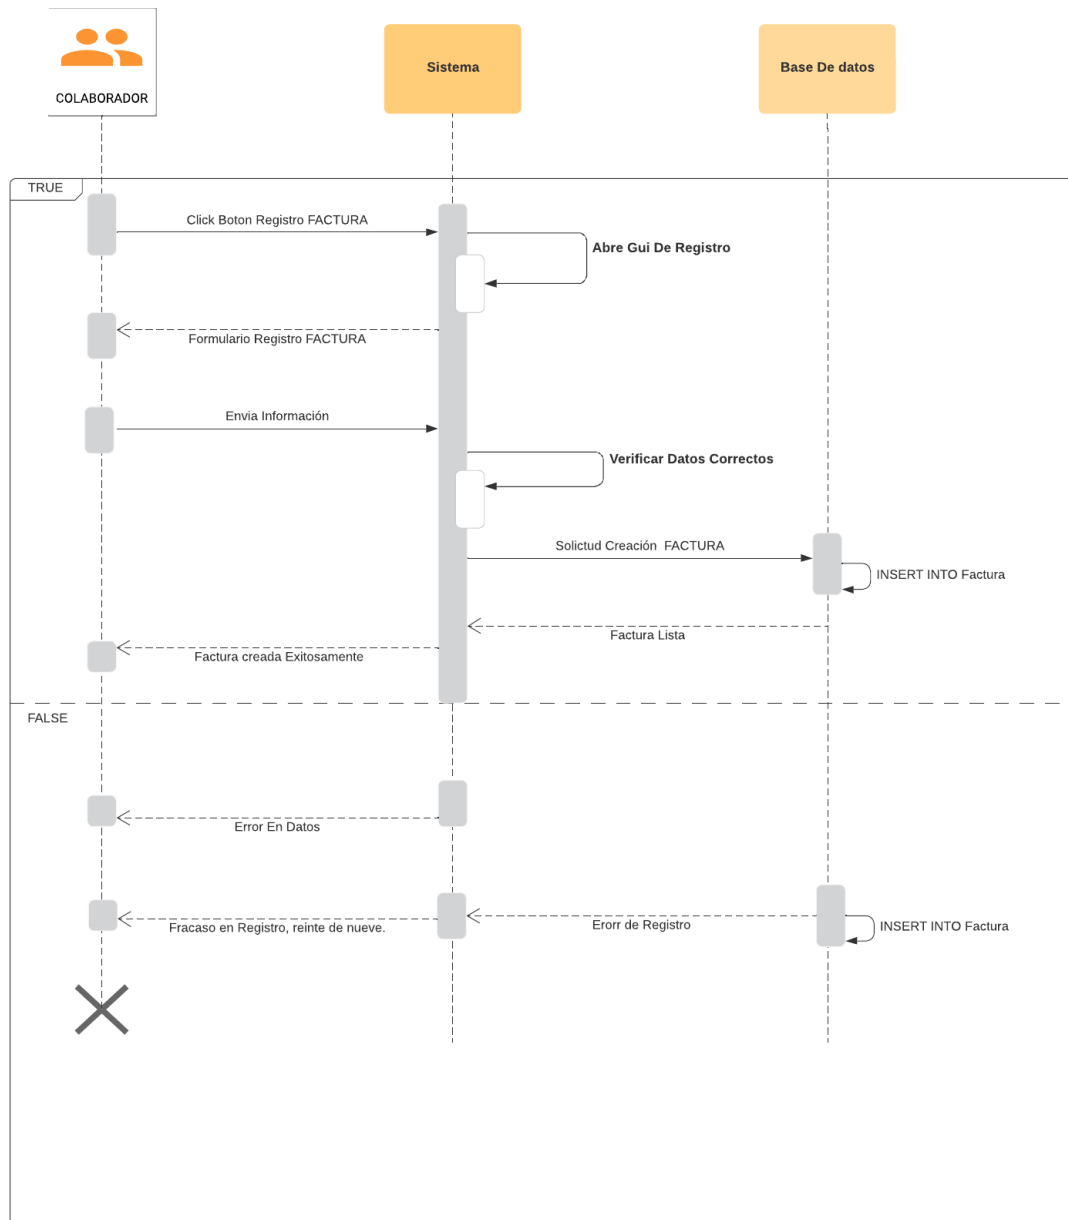 COLABORADOR
Sistema
Base De datos
TRUE
Click Boton Registro FACTURA
Abre Gui De Registro
Formulario Registro FACTURA
Envia Información
Verificar Datos Correctos
Solictud Creación FACTURA
INSERT INTO Factura
Factura Lista
Factura creada Exitosamente
FALSE
Error En Datos
Fracaso en Registro, reinte de nueve.
Erorr de Registro
INSERT INTO Factura